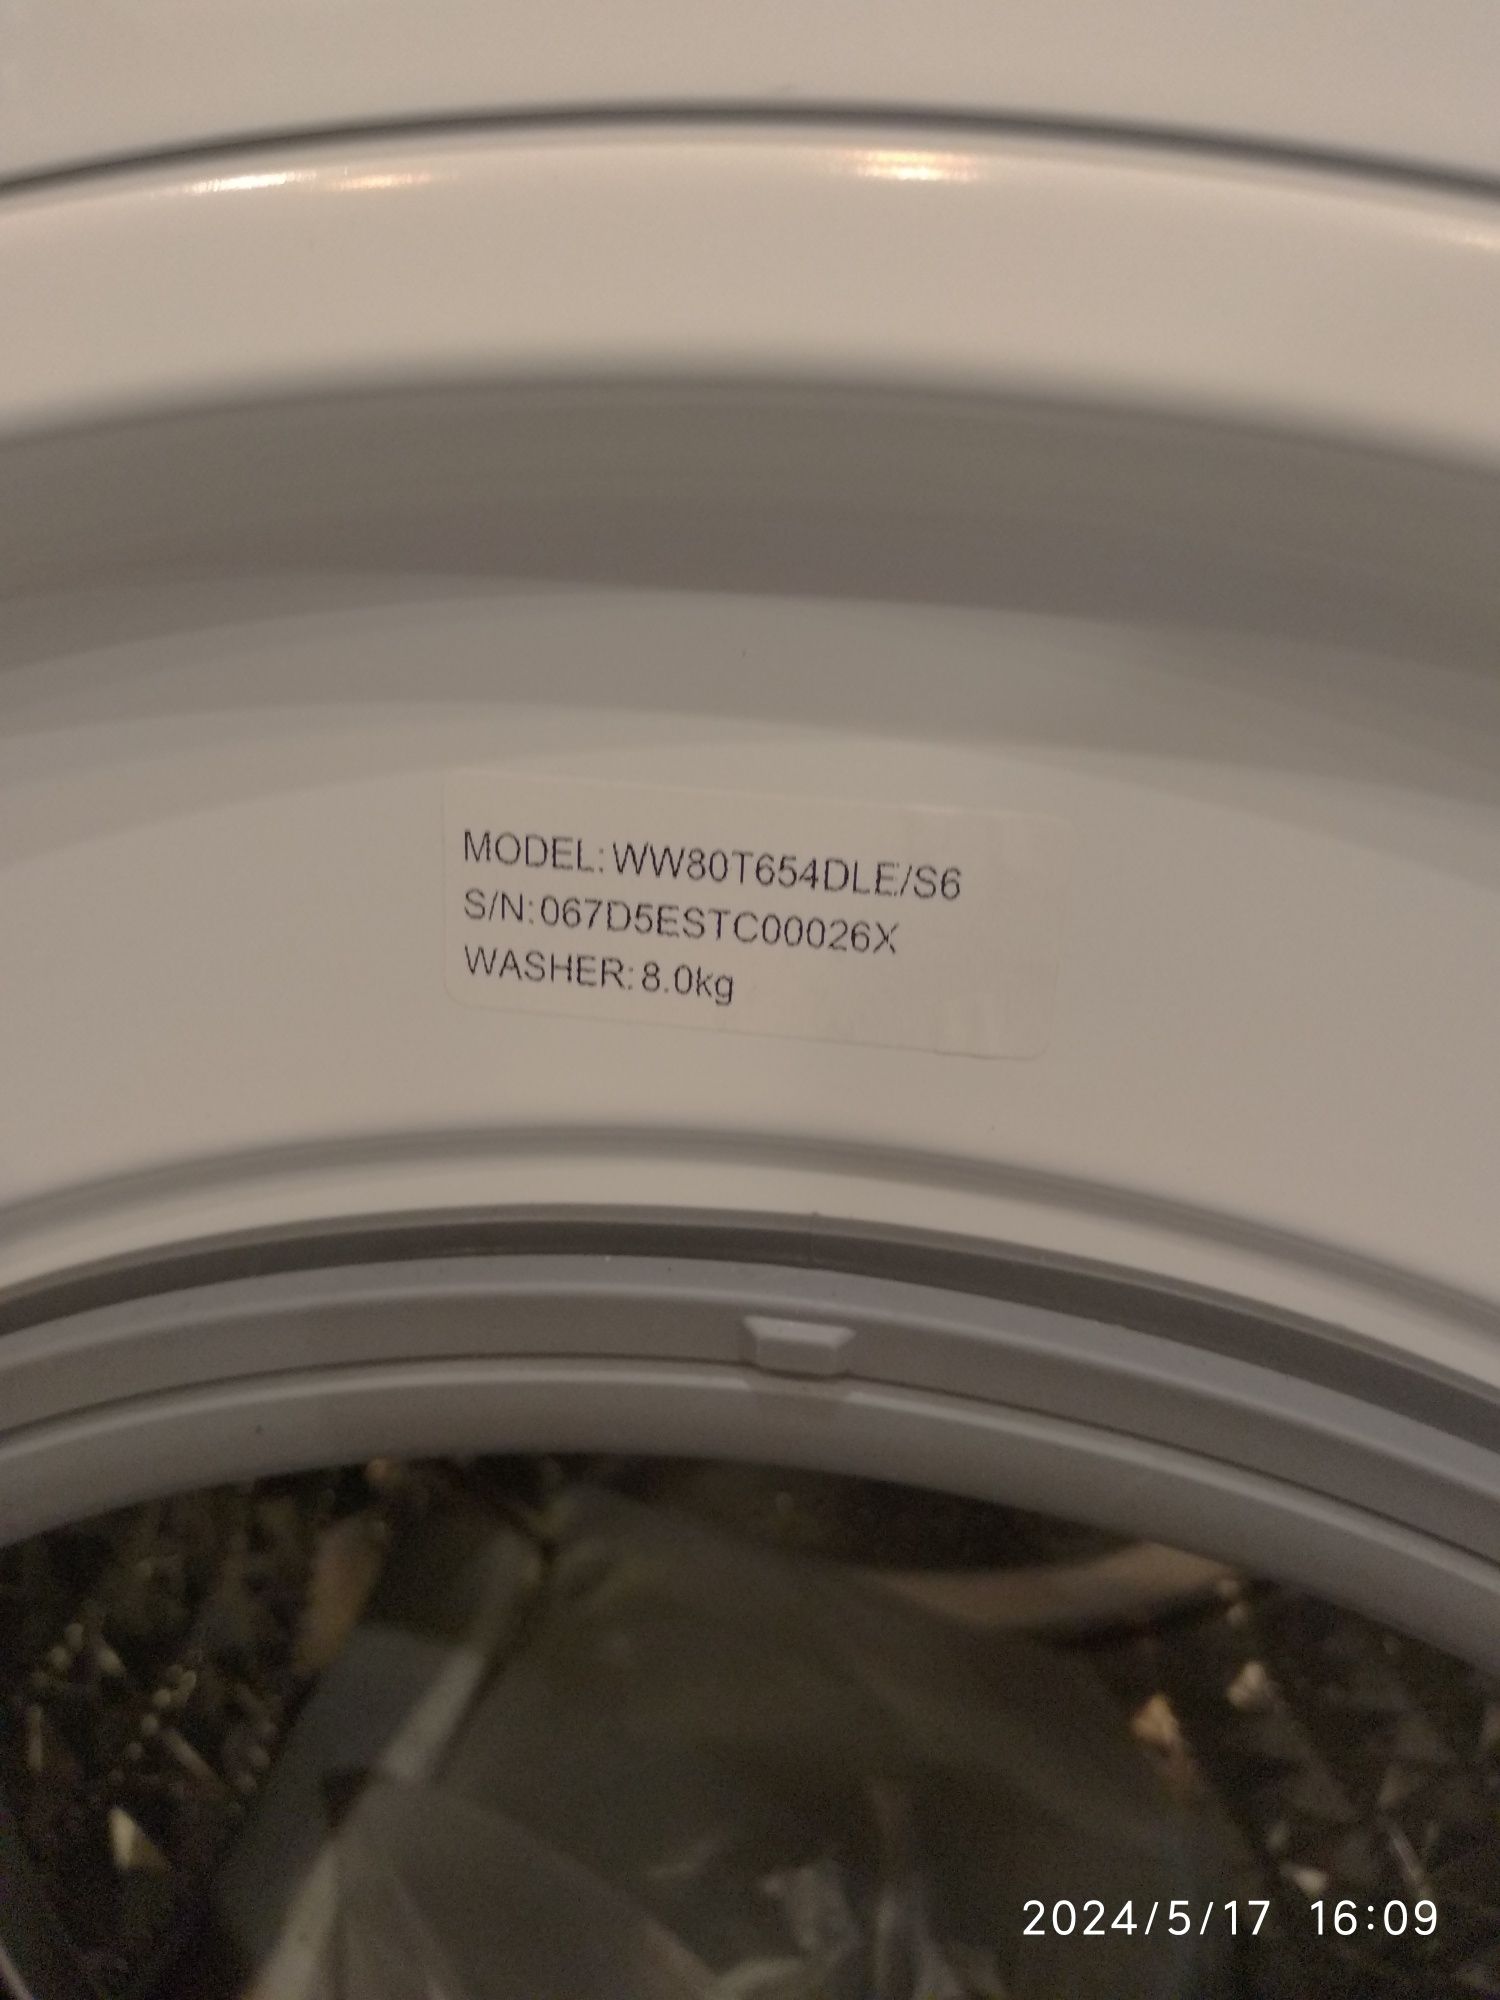 MODEL:WW80T654DLE/S6
S/N:067D5ESTC00026X
WASHER:8.0kg
2024/5/17 16:09